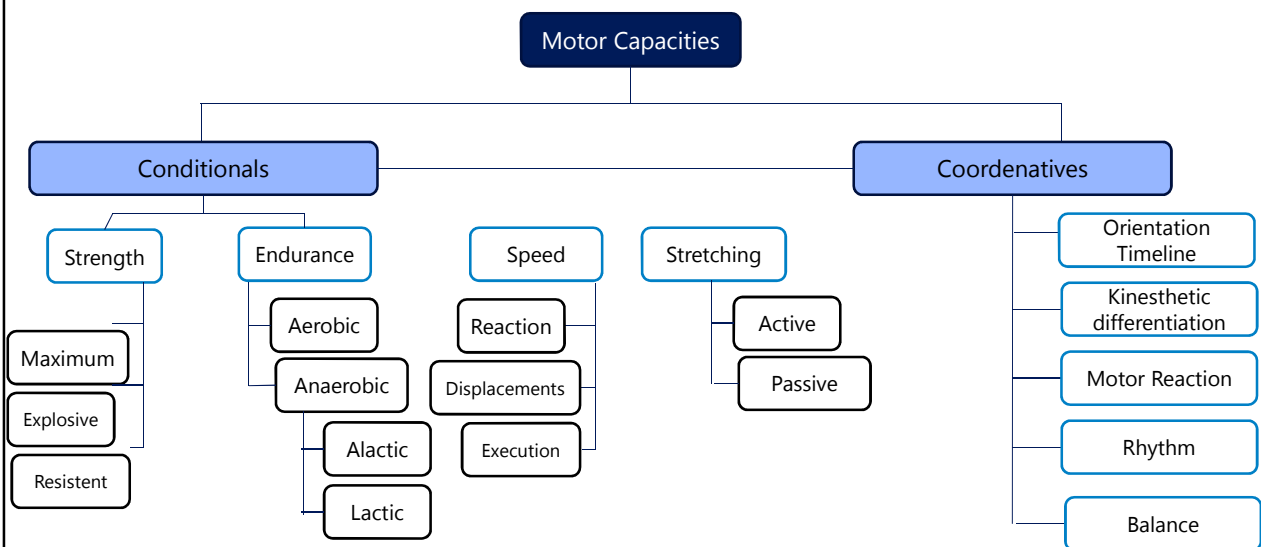 Motor Capacities
Conditionals
Coordenatives
Strength
Endurance
Speed
Stretching
Orientation
Timeline
Maximum
Explosive
Resistent
Aerobic
Anaerobic
Alactic
Lactic
Reaction
Displacements
Execution
Active
Passive
Kinesthetic
differentiation
Motor Reaction
Rhythm
Balance